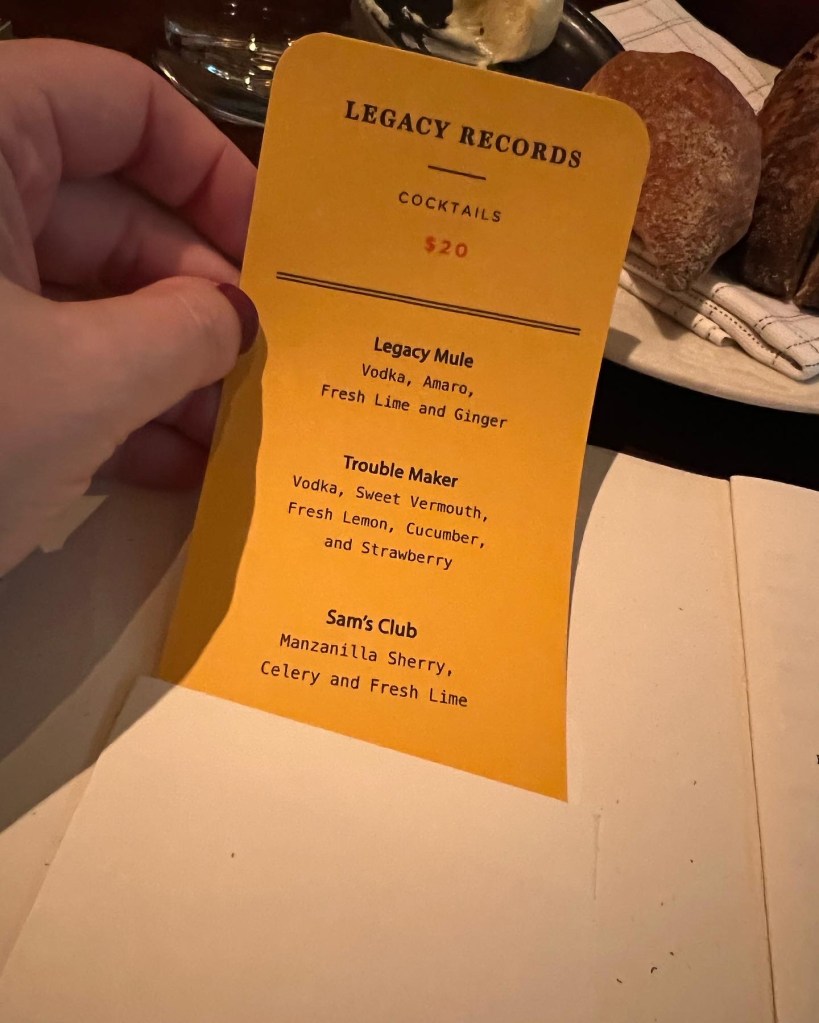 LEGACY RECORDS
COCKTAILS
$20
Legacy Mule
Vodka, Amaro,
Fresh Lime and Ginger
Trouble Maker
Vodka, Sweet Vermouth,
Fresh Lemon, Cucumber,
and Strawberry
Sam's Club
Manzanilla Sherry,
Celery and Fresh Lime